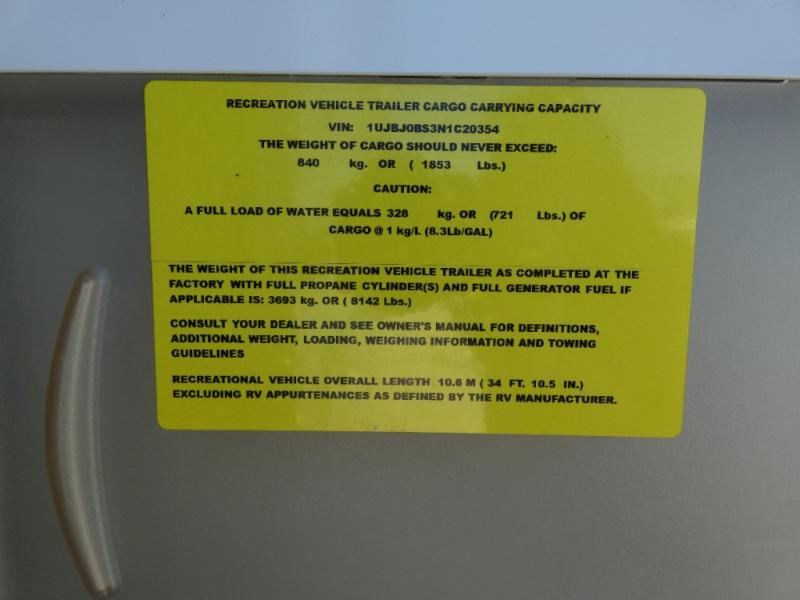 RECREATION VEHICLE TRAILER CARGO CARRYING CAPACITY
VIN: 1UJBJ0BS3N1C20354
THE WEIGHT OF CARGO SHOULD NEVER EXCEED:
840 kg. OR ( 1853 Lbs.)
CAUTION:
A FULL LOAD OF WATER EQUALS 328 kg. OR (721 Lbs.) OF
CARGO @ 1 kg/L (8.3Lb/GAL)
THE WEIGHT OF THIS RECREATION VEHICLE TRAILER AS COMPLETED AT THE
FACTORY WITH FULL PROPANE CYLINDER(S) AND FULL GENERATOR FUEL IF
APPLICABLE IS: 3693 kg. OR ( 8142 Lbs.)
CONSULT YOUR DEALER AND SEE OWNER'S MANUAL FOR DEFINITIONS,
ADDITIONAL WEIGHT, LOADING, WEIGHING INFORMATION AND TOWING
GUIDELINES
RECREATIONAL VEHICLE OVERALL LENGTH 10.6 M ( 34 FT. 10.5 IN.)
EXCLUDING RV APPURTENANCES AS DEFINED BY THE RV MANUFACTURER.